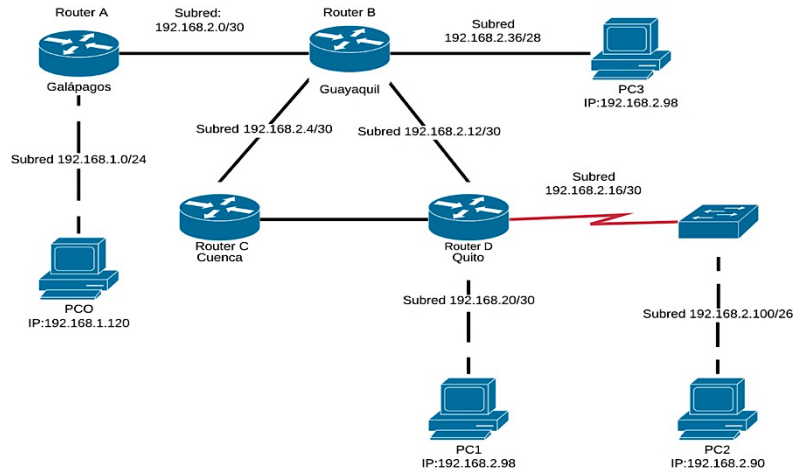 Router A
Subred:
192.168.2.0/30
Router B
Subred
192.168.2.36/28
Galápagos
Guayaquil
PC3
IP:192.168.2.98
Subred 192.168.2.4/30
Subred 192.168.2.12/30
Subred 192.168.1.0/24
Subred
192.168.2.16/30
Router C
Cuenca
Router D
Quito
PCO
IP:192.168.1.120
Subred 192.168.20/30
Subred 192.168.2.100/26
PC1
IP:192.168.2.98
PC2
IP:192.168.2.90